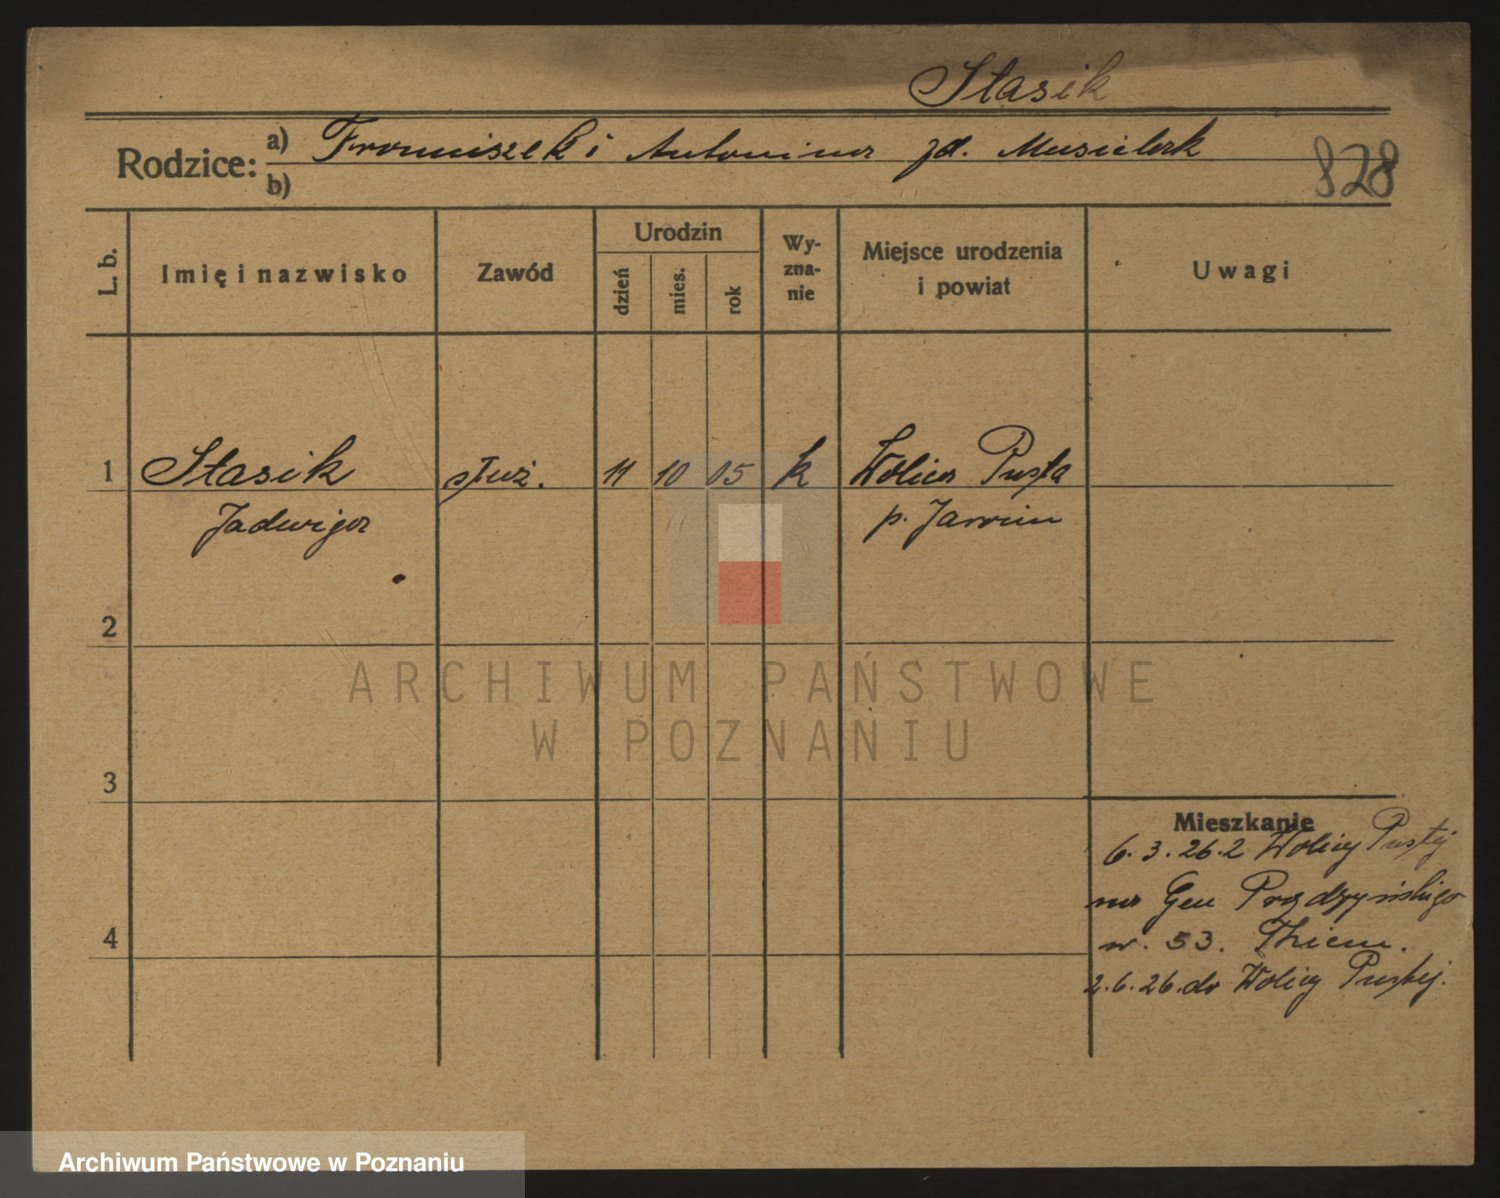 Stasik
Rodzice: a) Franciszek i Antonina zd. Musielak
b)
828
L. b.
Imię i nazwisko
Zawód
Urodzin
dzień
mies.
rok
Wy-
zna-
nie
Miejsce urodzenia
i powiat
Uwagi
1 Stasik służ. 11 10 05 k Wolica Pusta
Jadwiga p. Jarocin
2
3
4
Mieszkanie
6.3.26.z Wolicy Pustej
na Gen Prądzyńskiego
nr. 53. Thiem.
2.6.26.do Wolicy Pustej.
ARCHIWUM PAŃSTWOWE
W POZNANIU
Archiwum Państwowe w Poznaniu